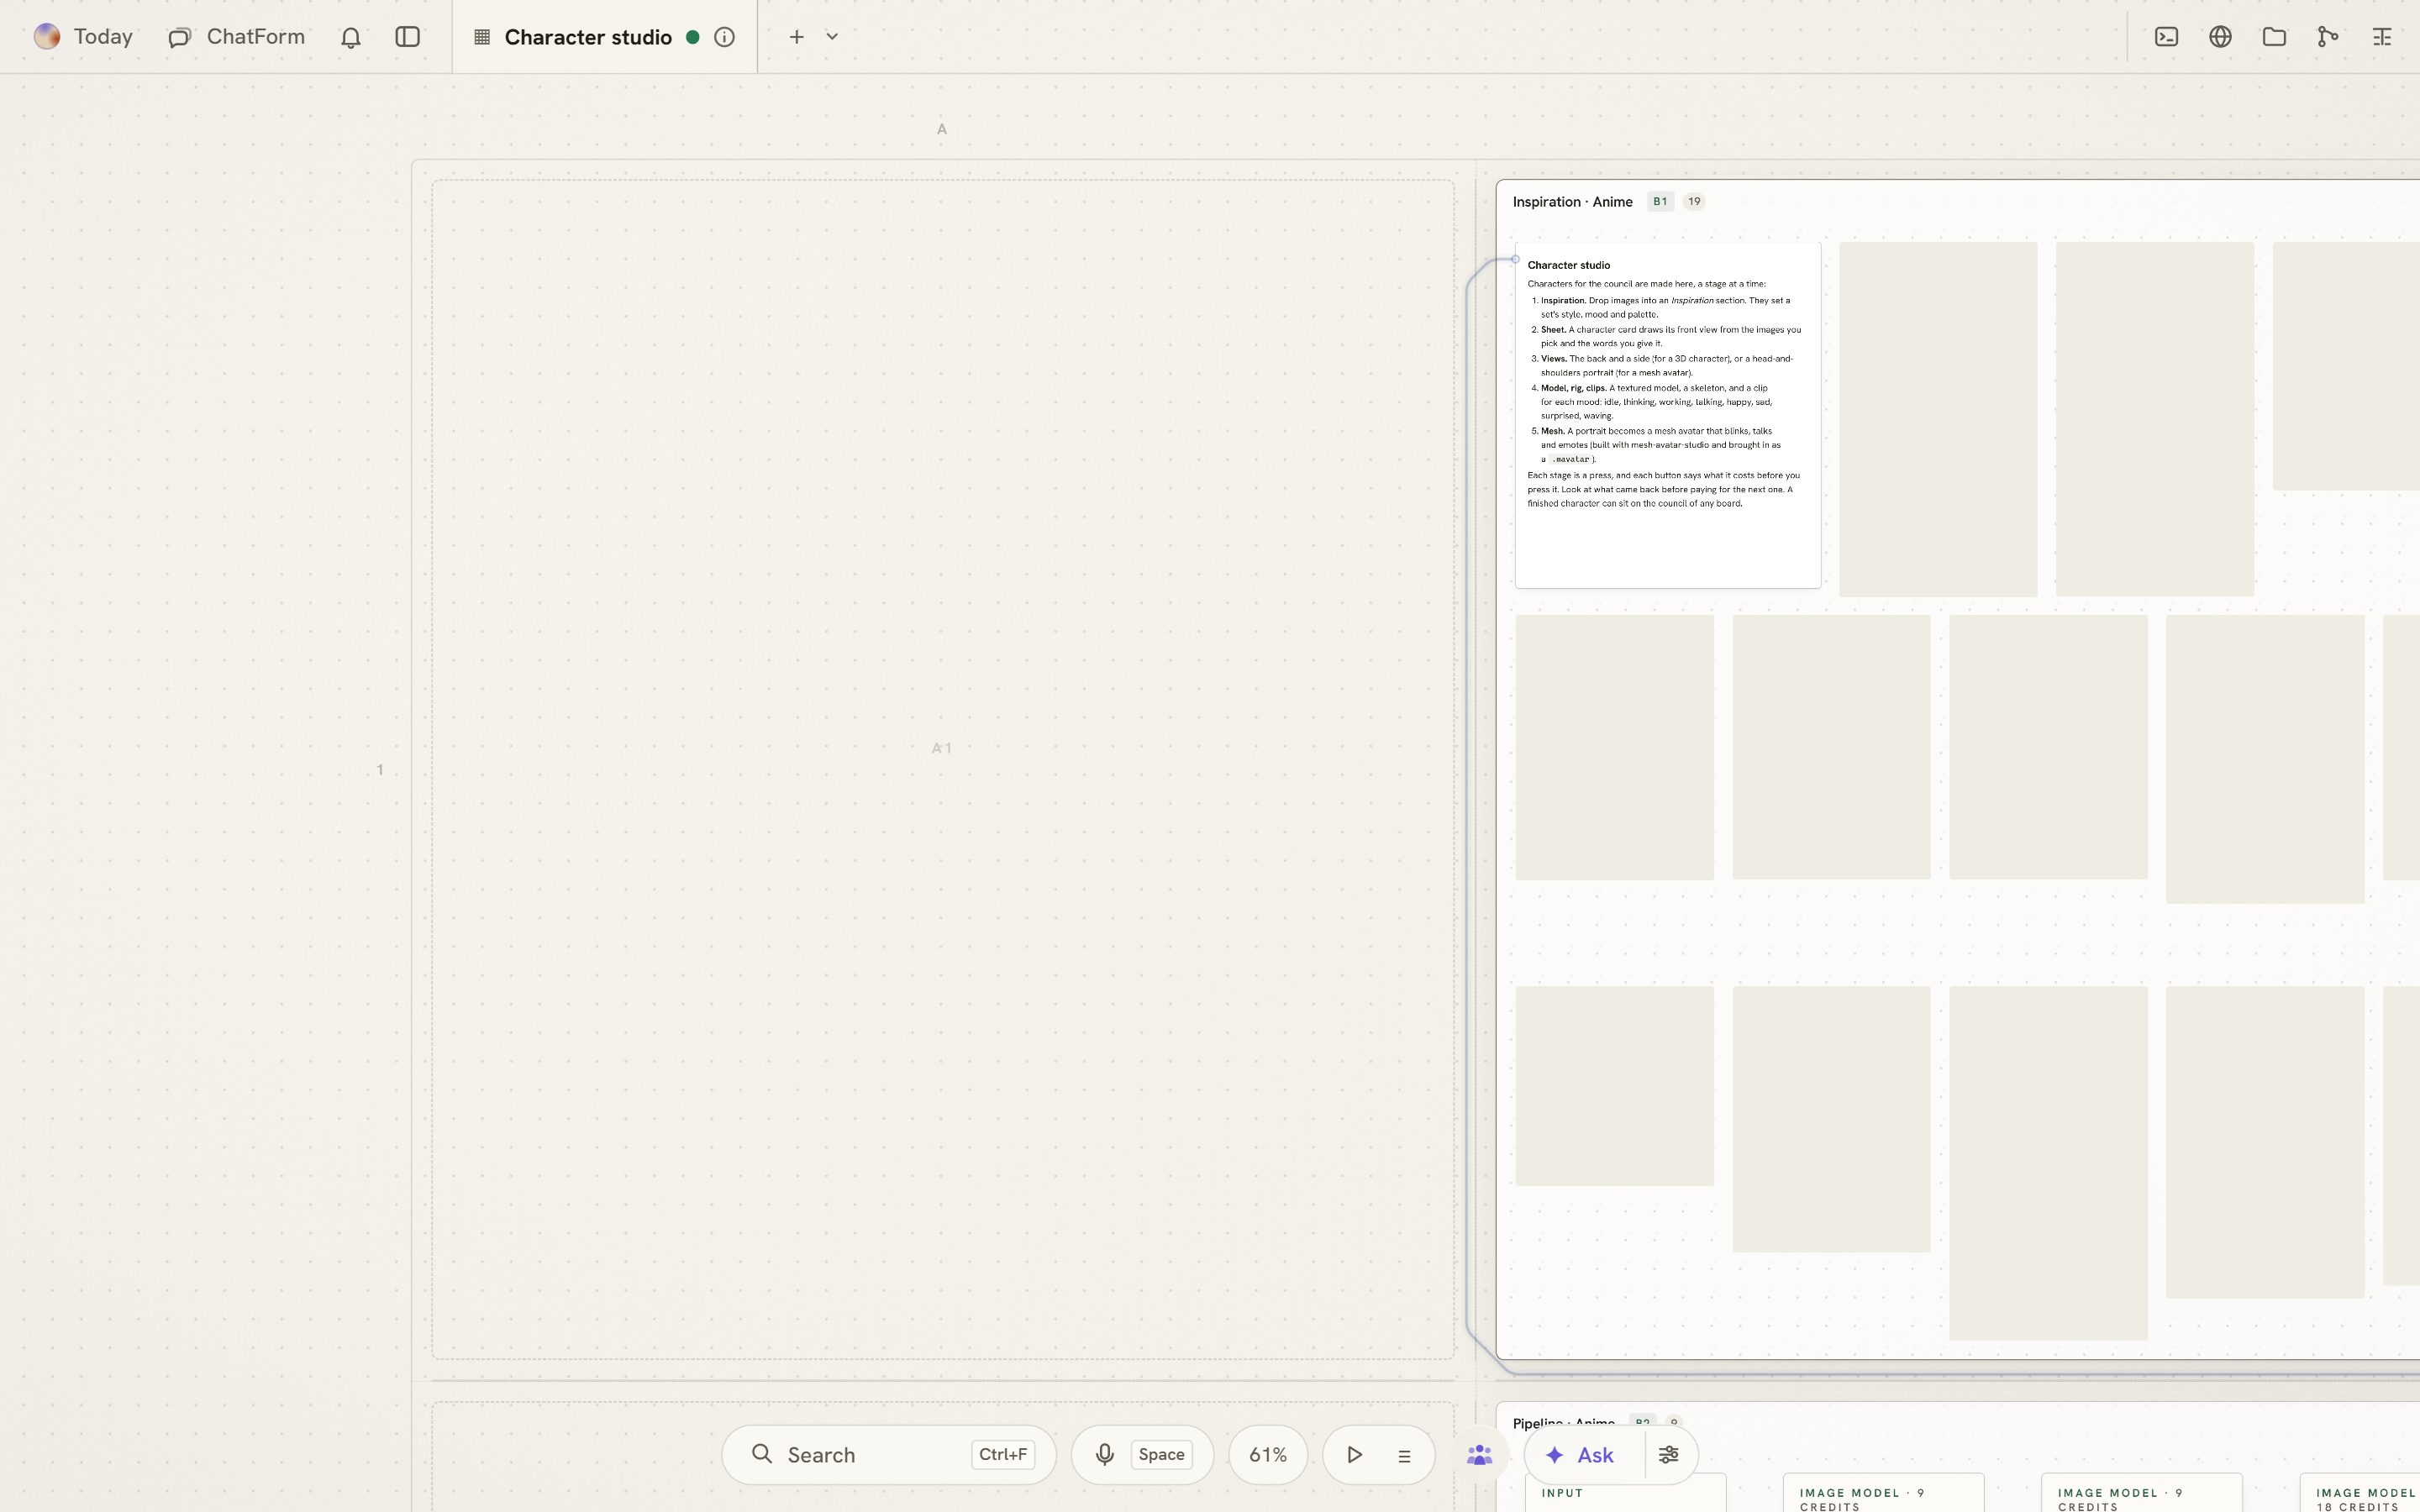 Today
ChatForm
Character studio
A
Inspiration · Anime B1 19
Character studio
Characters for the council are made here, a stage at a time:
1. Inspiration. Drop images into an Inspiration section. They set a
set's style, mood and palette.
2. Sheet. A character card draws its front view from the images you
pick and the words you give it.
3. Views. The back and a side (for a 3D character), or a head-and-
shoulders portrait (for a mesh avatar).
4. Model, rig, clips. A textured model, a skeleton, and a clip
for each mood: idle, thinking, working, talking, happy, sad,
surprised, waving.
5. Mesh. A portrait becomes a mesh avatar that blinks, talks
and emotes (built with mesh-avatar-studio and brought in as
a .mavatar).
Each stage is a press, and each button says what it costs before you
press it. Look at what came back before paying for the next one. A
finished character can sit on the council of any board.
A1
1
Pipeline · Anime B2 9
Search Ctrl+F
Space
61%
Ask
INPUT
IMAGE MODEL · 9
CREDITS
IMAGE MODEL · 9
CREDITS
IMAGE MODEL
18 CREDITS